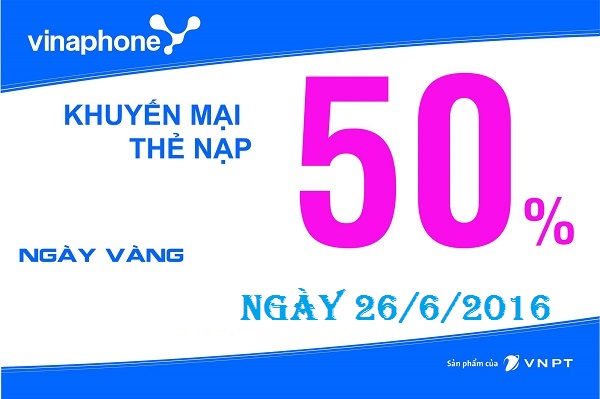 vinaphone
KHUYẾN MẠI
THẺ NẠP
50%
NGÀY VÀNG
NGÀY 26/6/2016
Sản phẩm của VNPT